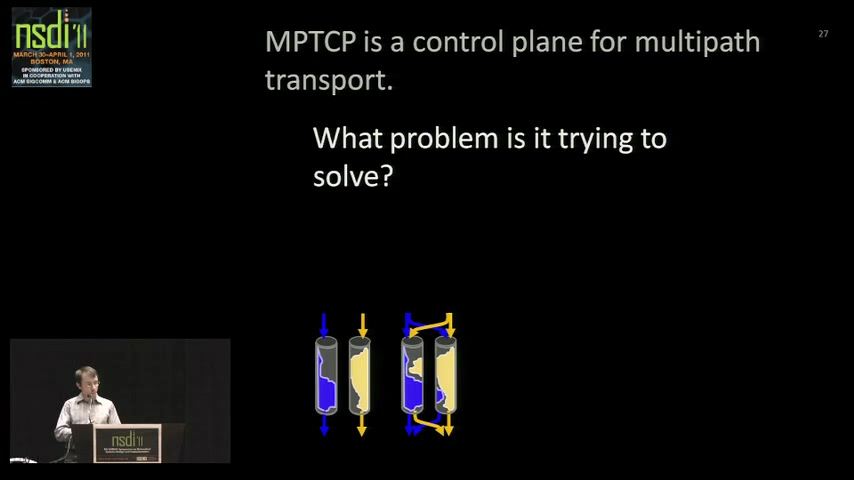 nsdi'11
MARCH 30–APRIL 1, 2011
BOSTON, MA
SPONSORED BY USENIX
IN COOPERATION WITH
ACM SIGCOMM & ACM SIGOPS
MPTCP is a control plane for multipath
transport.
27
What problem is it trying to
solve?
nsdi'11